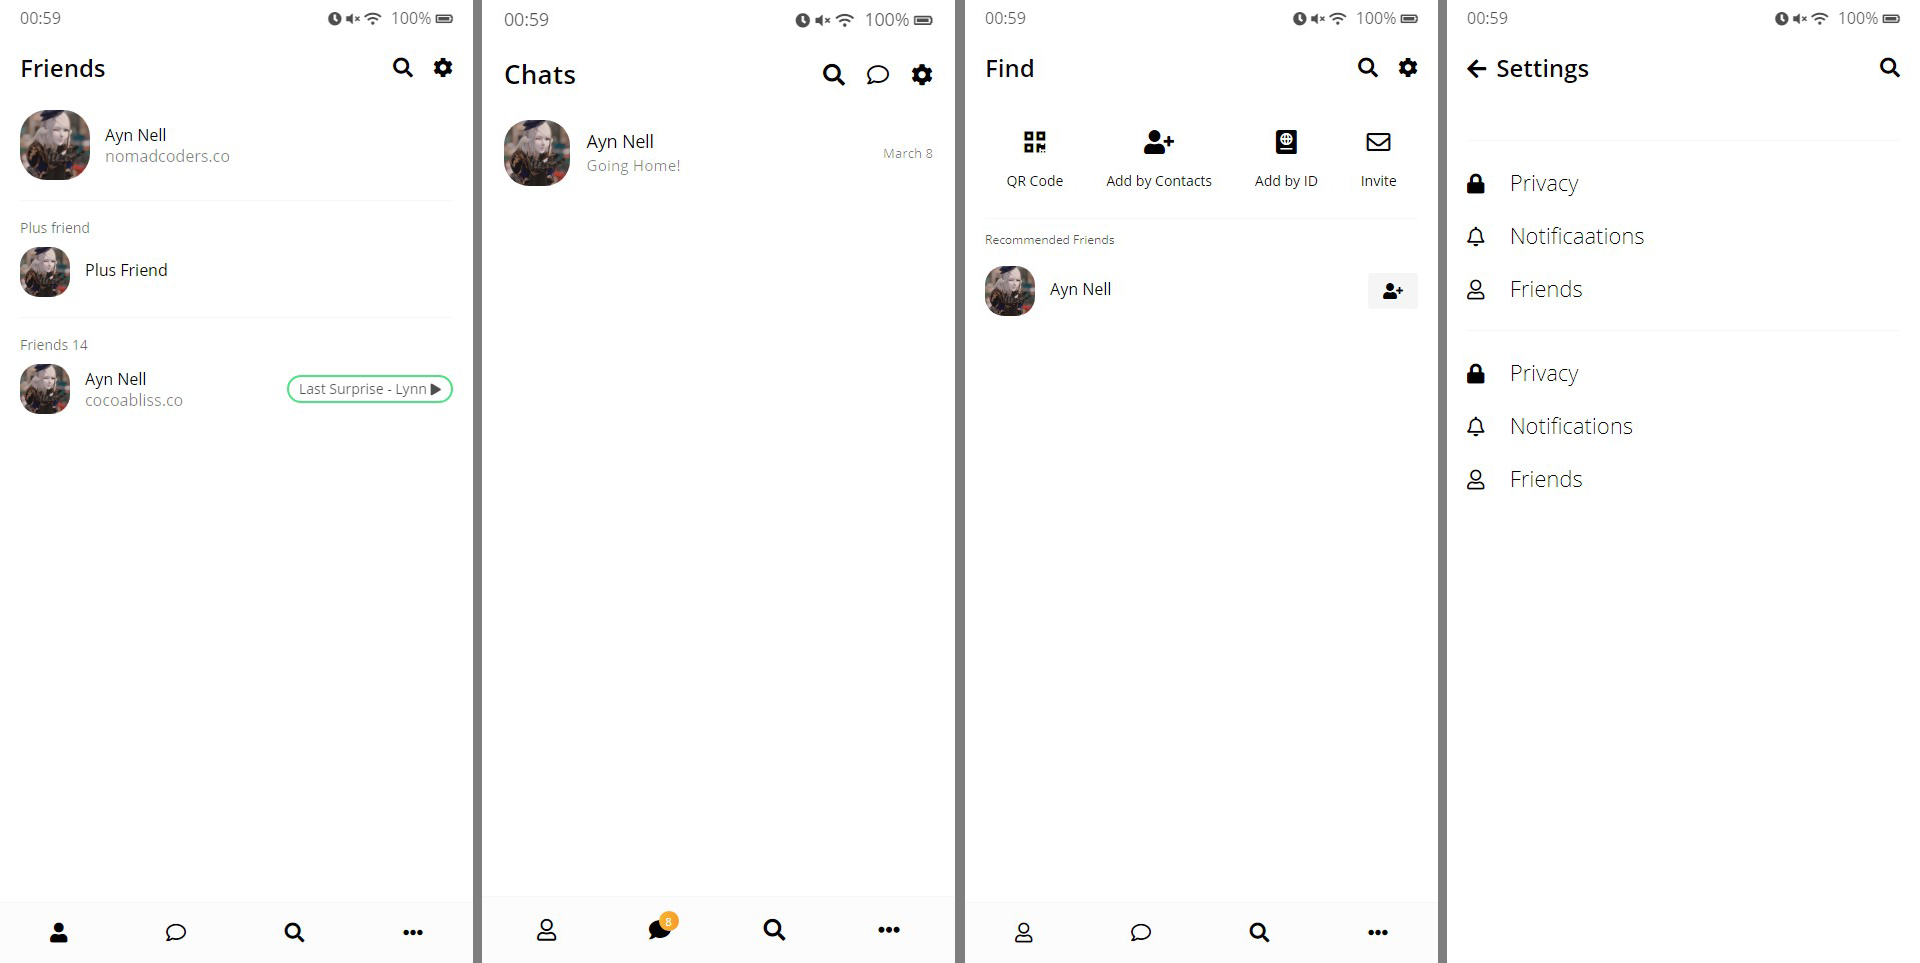 00:59
100%
Friends
Ayn Nell
nomadcoders.co
Plus friend
Plus Friend
Friends 14
Ayn Nell
cocoabliss.co
Last Surprise - Lynn
00:59
100%
Chats
Ayn Nell
Going Home!
March 8
8
00:59
100%
Find
QR Code
Add by Contacts
Add by ID
Invite
Recommended Friends
Ayn Nell
00:59
100%
Settings
Privacy
Notificaations
Friends
Privacy
Notifications
Friends